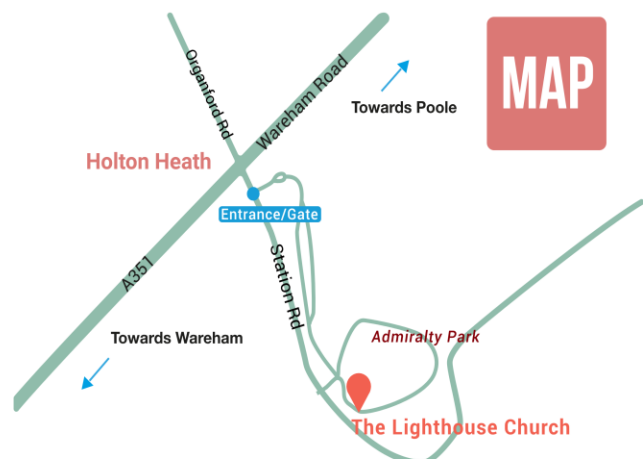 MAP
Organford Rd
Wareham Road
Towards Poole
Holton Heath
Entrance/Gate
Station Rd
A351
Towards Wareham
Admiralty Park
The Lighthouse Church